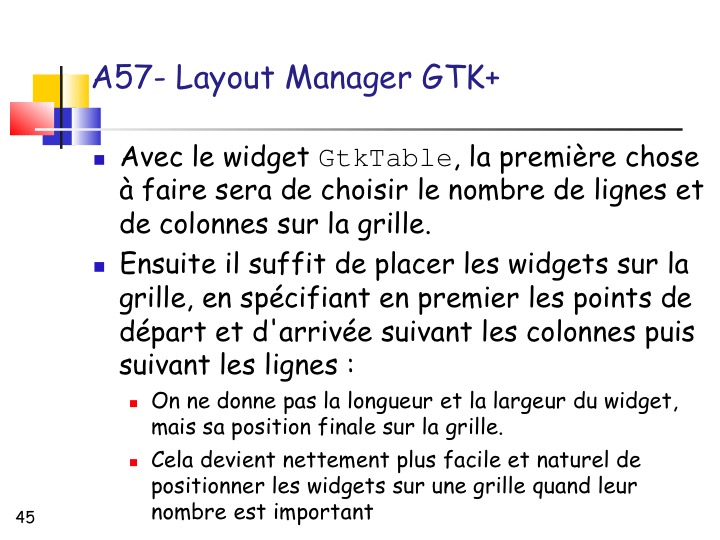 A57- Layout Manager GTK+
Avec le widget GtkTable, la première chose
à faire sera de choisir le nombre de lignes et
de colonnes sur la grille.
Ensuite il suffit de placer les widgets sur la
grille, en spécifiant en premier les points de
départ et d'arrivée suivant les colonnes puis
suivant les lignes :
On ne donne pas la longueur et la largeur du widget,
mais sa position finale sur la grille.
Cela devient nettement plus facile et naturel de
positionner les widgets sur une grille quand leur
nombre est important
45